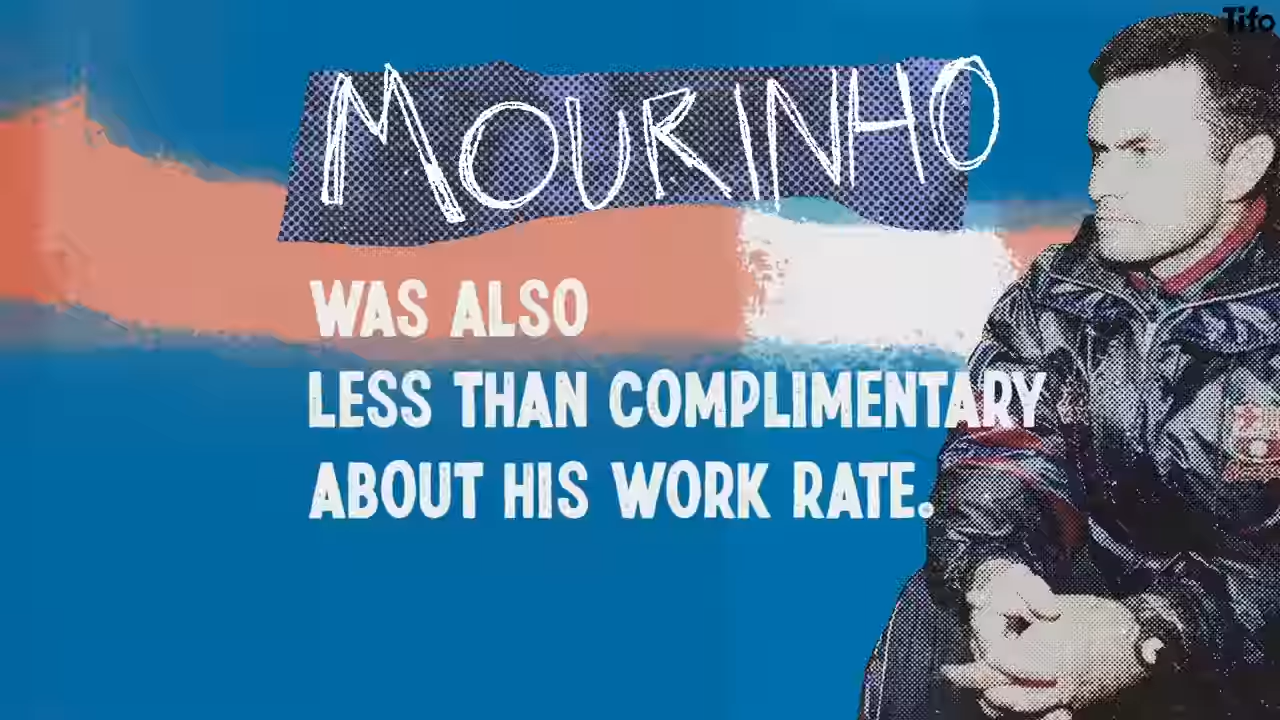 Tifo
MOURINHO
WAS ALSO
LESS THAN COMPLIMENTARY
ABOUT HIS WORK RATE.